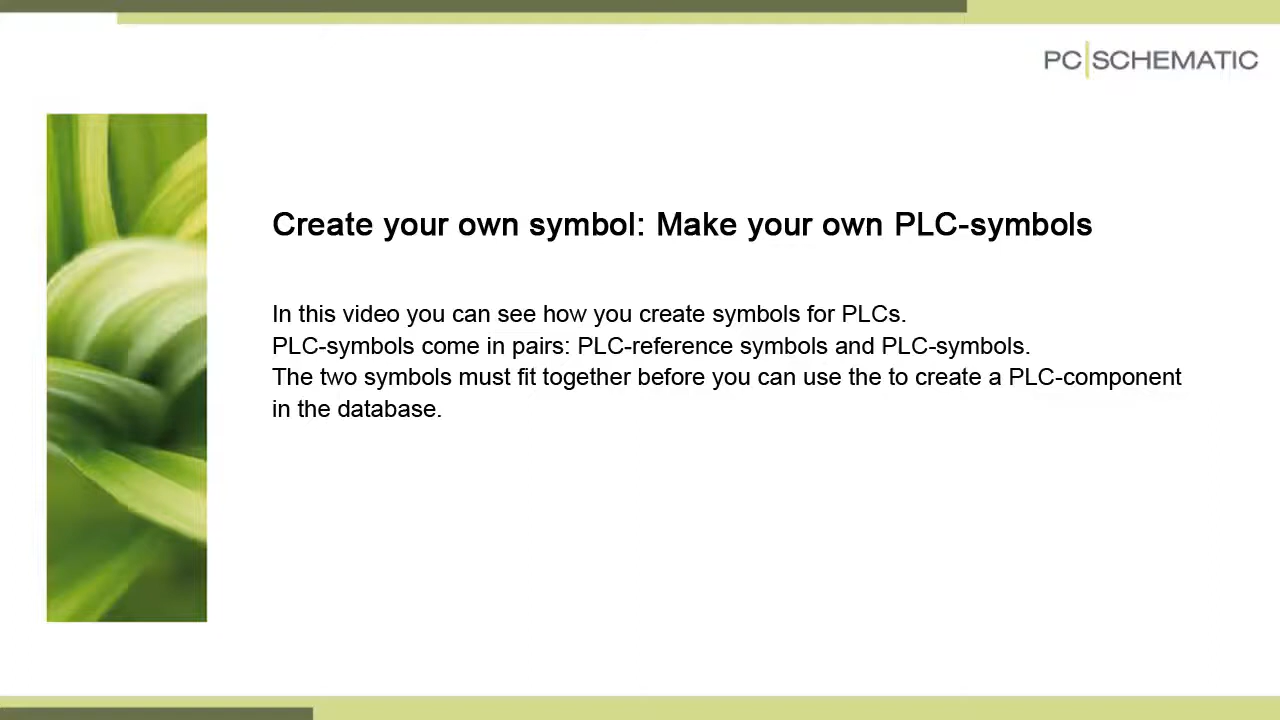 PC|SCHEMATIC
Create your own symbol: Make your own PLC-symbols
In this video you can see how you create symbols for PLCs.
PLC-symbols come in pairs: PLC-reference symbols and PLC-symbols.
The two symbols must fit together before you can use the to create a PLC-component
in the database.